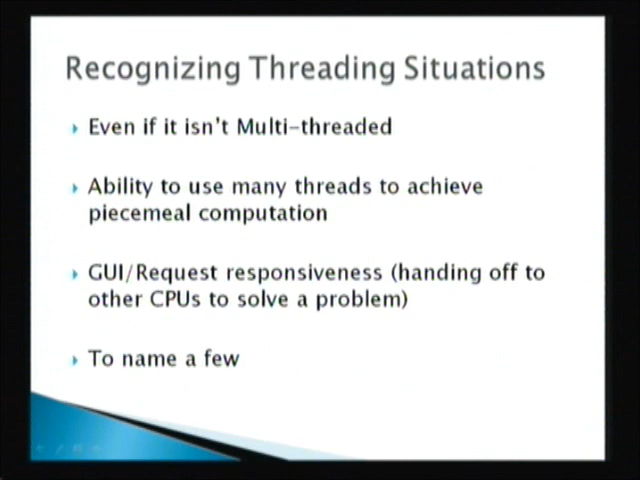 Recognizing Threading Situations
Even if it isn't Multi-threaded
Ability to use many threads to achieve
piecemeal computation
GUI/Request responsiveness (handing off to
other CPUs to solve a problem)
To name a few